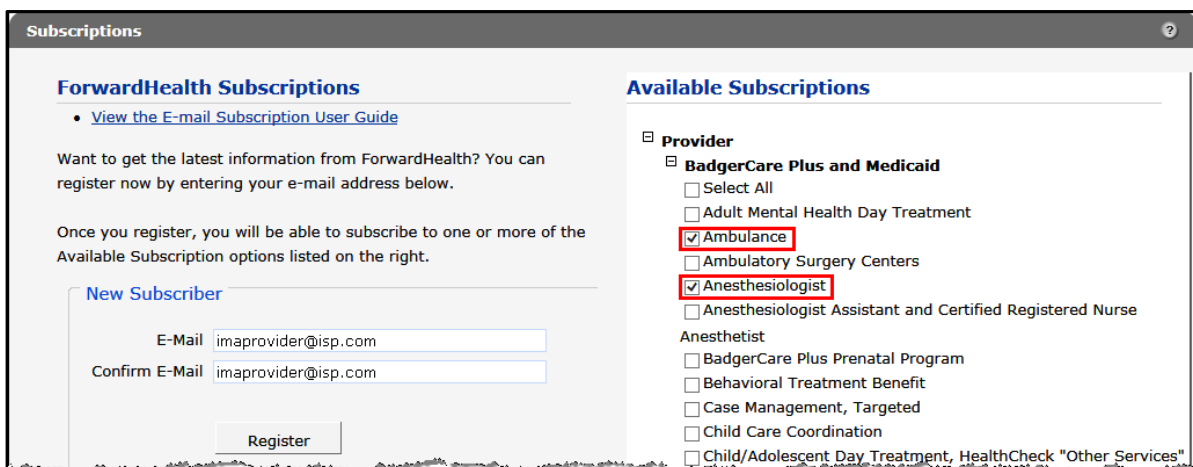 Subscriptions
?
ForwardHealth Subscriptions
• View the E-mail Subscription User Guide
Want to get the latest information from ForwardHealth? You can
register now by entering your e-mail address below.
Once you register, you will be able to subscribe to one or more of the
Available Subscription options listed on the right.
New Subscriber
E-Mail imaprovider@isp.com
Confirm E-Mail imaprovider@isp.com
Register
Available Subscriptions
Provider
BadgerCare Plus and Medicaid
Select All
Adult Mental Health Day Treatment
Ambulance
Ambulatory Surgery Centers
Anesthesiologist
Anesthesiologist Assistant and Certified Registered Nurse
Anesthetist
BadgerCare Plus Prenatal Program
Behavioral Treatment Benefit
Case Management, Targeted
Child Care Coordination
Child/Adolescent Day Treatment, HealthCheck "Other Services"